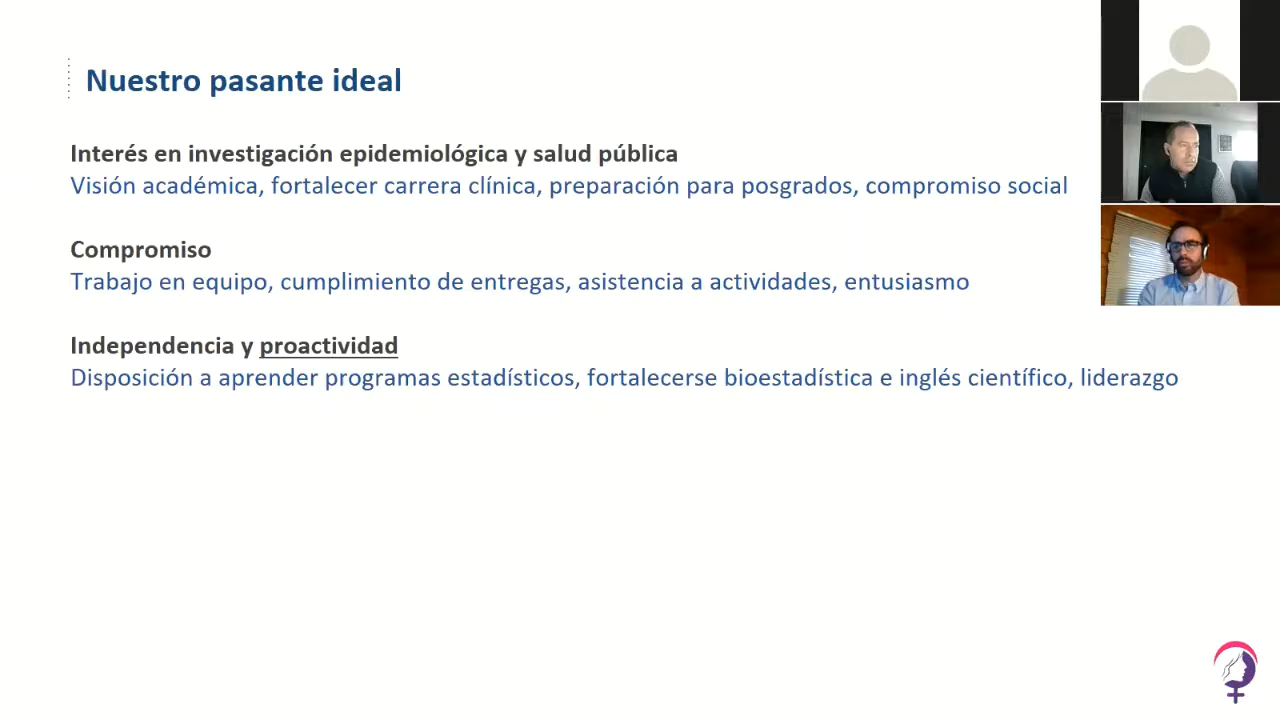 Nuestro pasante ideal
Interés en investigación epidemiológica y salud pública
Visión académica, fortalecer carrera clínica, preparación para posgrados, compromiso social
Compromiso
Trabajo en equipo, cumplimiento de entregas, asistencia a actividades, entusiasmo
Independencia y proactividad
Disposición a aprender programas estadísticos, fortalecerse bioestadística e inglés científico, liderazgo